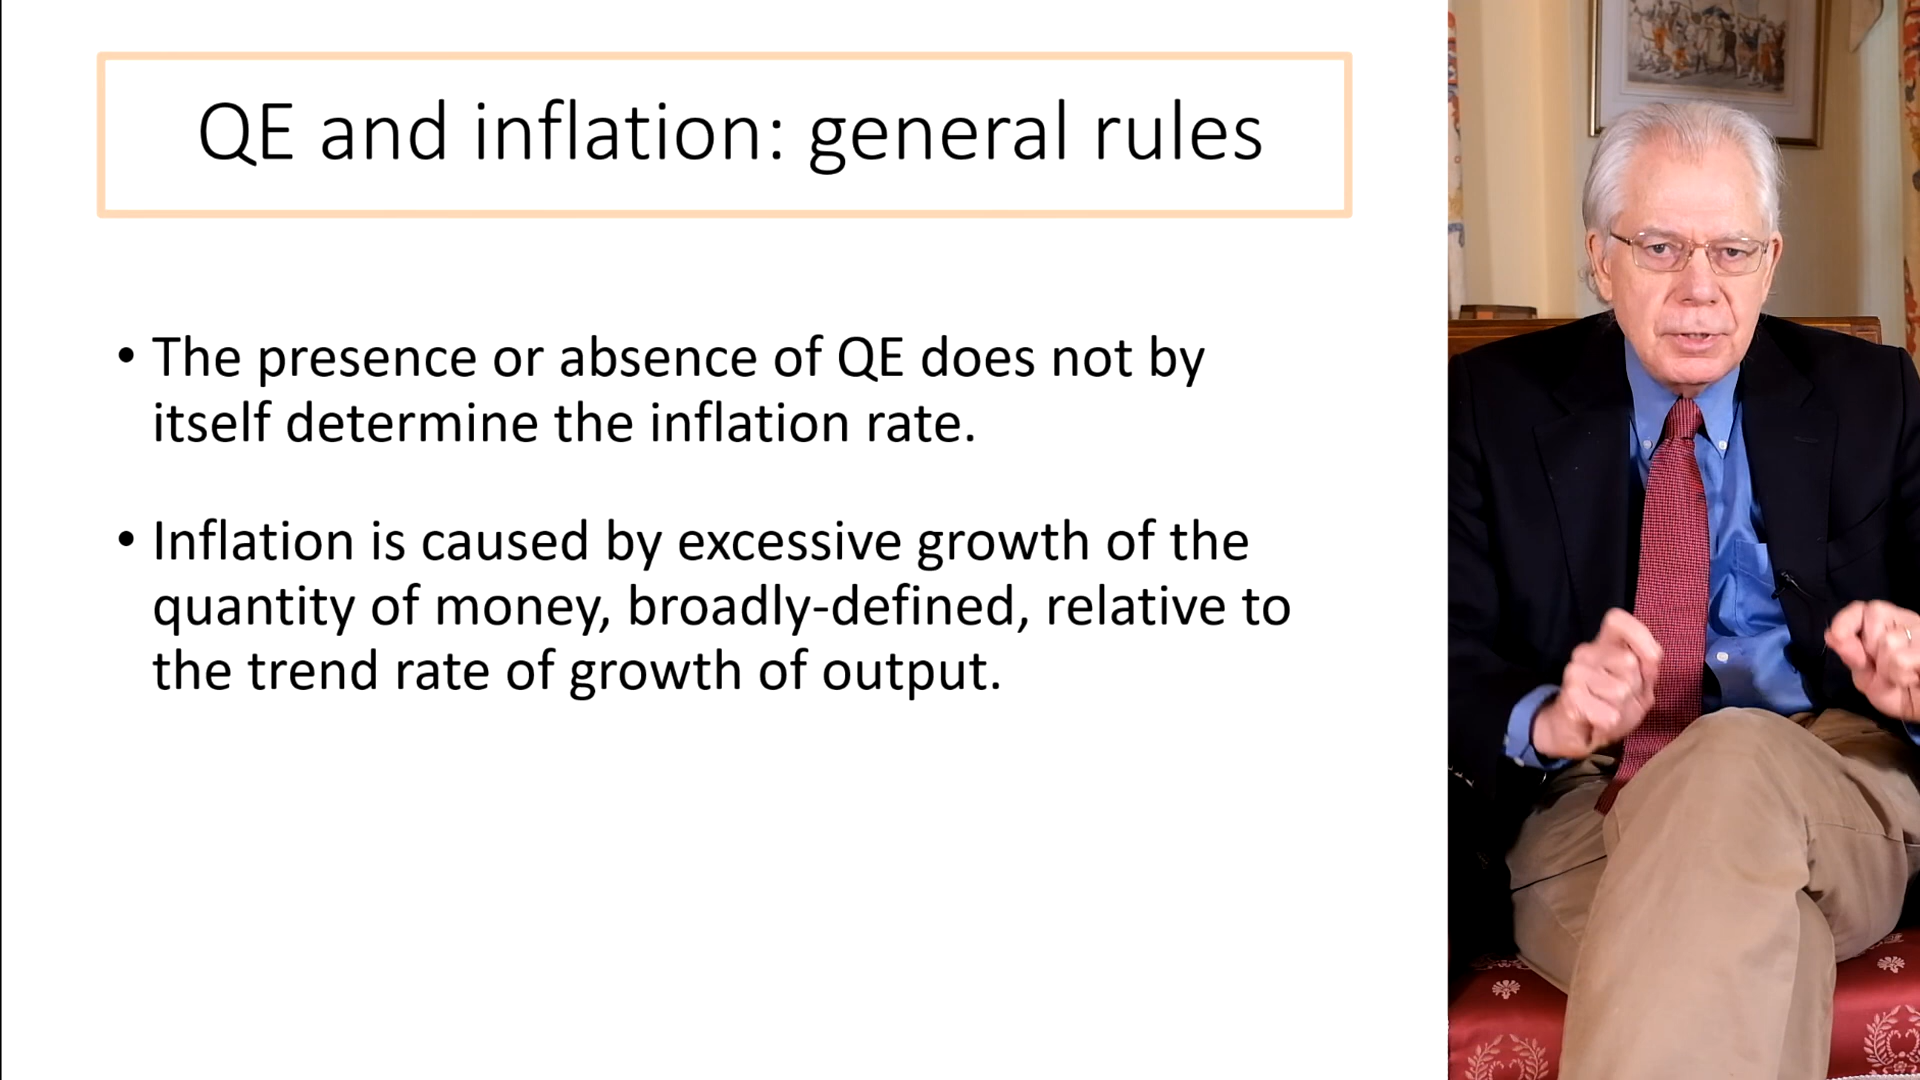 QE and inflation: general rules
• The presence or absence of QE does not by
itself determine the inflation rate.
• Inflation is caused by excessive growth of the
quantity of money, broadly-defined, relative to
the trend rate of growth of output.